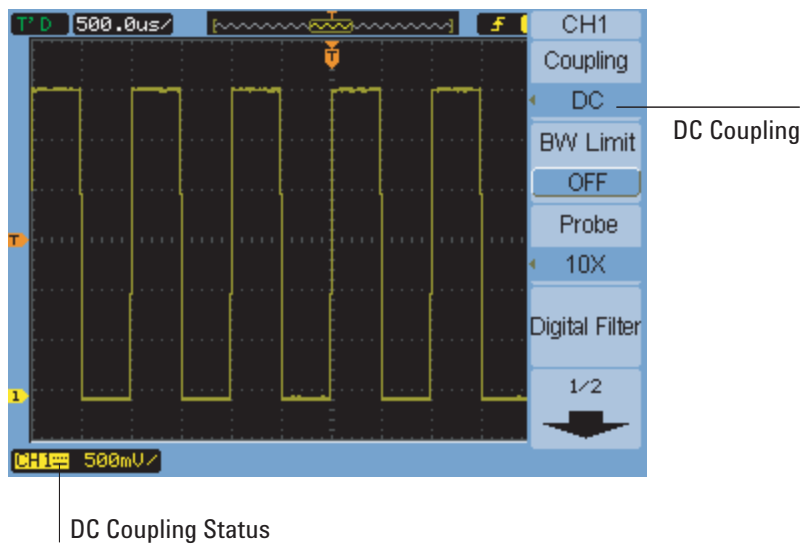 T'D 500.0us/ CH1
T
Coupling
DC
DC Coupling
BW Limit
OFF
Probe
T
10X
Digital Filter
1/2
1
CH1 500mV/
DC Coupling Status